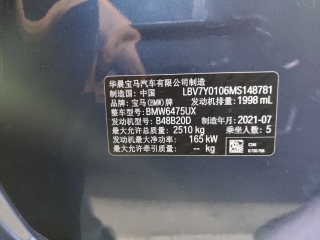 华晨宝马汽车有限公司制造
制造国：中国 LBV7Y0106MS148781
品牌：宝马(BMW)牌 发动机排量：1998 mL
整车型号：BMW6475UX
发动机型号：B48B20D 制造年月：2021-07
最大允许总质量：2510 kg 乘坐人数：5
发动机最大净功率：165 kW
最大允许牵引质量：-- kg